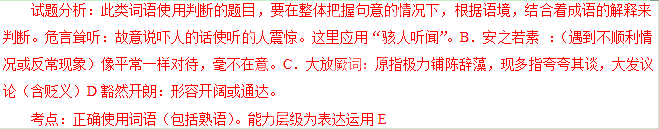 试题分析：此类词语使用判断的题目，要在整体把握句意的情况下，根据语境，结合着成语的解释来
判断。危言耸听：故意说吓人的话使听的人震惊。这里应用“骇人听闻”。B．安之若素 ：（遇到不顺利情
况或反常现象）像平常一样对待，毫不在意。C．大放厥词：原指极力铺陈辞藻，现多指夸夸其谈，大发议
论（含贬义）D 豁然开朗：形容开阔或通达。
考点：正确使用词语（包括熟语）。能力层级为表达运用 E